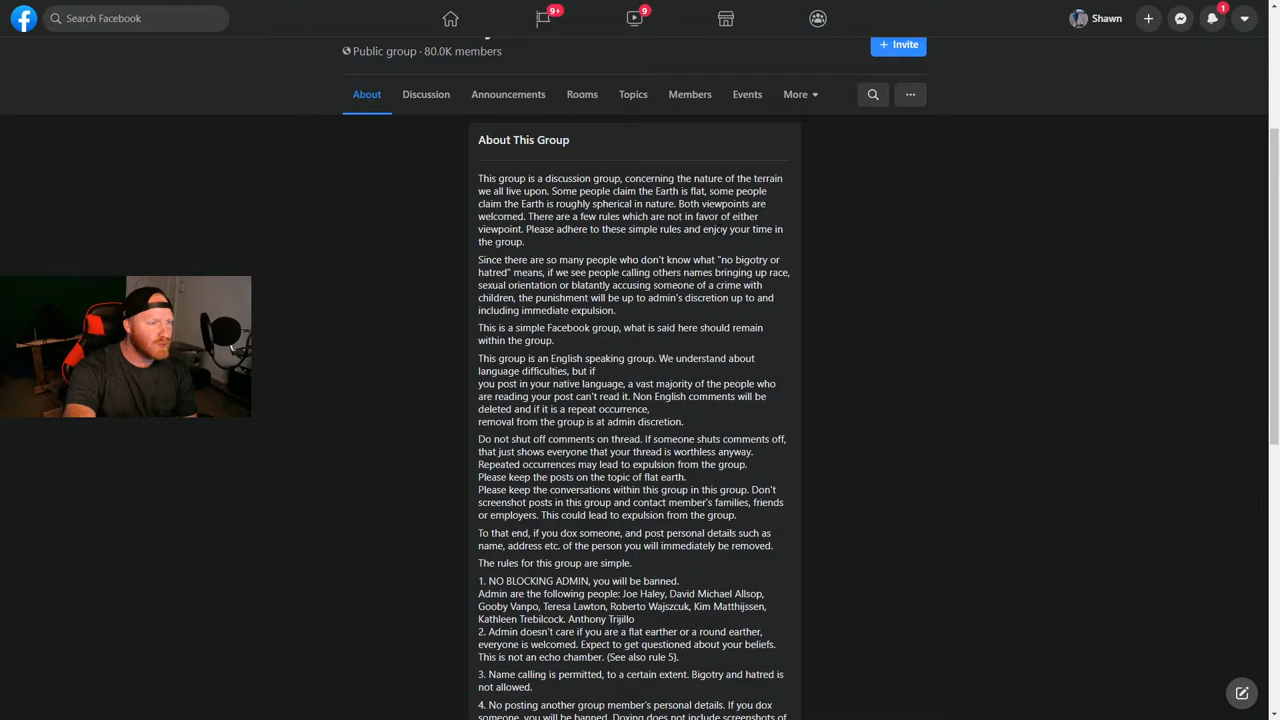 Search Facebook
9+
9
Shawn
1
Public group · 80.0K members
+ Invite
About
Discussion
Announcements
Rooms
Topics
Members
Events
More
About This Group
This group is a discussion group, concerning the nature of the terrain
we all live upon. Some people claim the Earth is flat, some people
claim the Earth is roughly spherical in nature. Both viewpoints are
welcomed. There are a few rules which are not in favor of either
viewpoint. Please adhere to these simple rules and enjoy your time in
the group.
Since there are so many people who don't know what "no bigotry or
hatred" means, if we see people calling others names bringing up race,
sexual orientation or blatantly accusing someone of a crime with
children, the punishment will be up to admin's discretion up to and
including immediate expulsion.
This is a simple Facebook group, what is said here should remain
within the group.
This group is an English speaking group. We understand about
language difficulties, but if
you post in your native language, a vast majority of the people who
are reading your post can't read it. Non English comments will be
deleted and if it is a repeat occurrence,
removal from the group is at admin discretion.
Do not shut off comments on thread. If someone shuts comments off,
that just shows everyone that your thread is worthless anyway.
Repeated occurrences may lead to expulsion from the group.
Please keep the posts on the topic of flat earth.
Please keep the conversations within this group in this group. Don't
screenshot posts in this group and contact member's families, friends
or employers. This could lead to expulsion from the group.
To that end, if you dox someone, and post personal details such as
name, address etc. of the person you will immediately be removed.
The rules for this group are simple.
1. NO BLOCKING ADMIN, you will be banned.
Admin are the following people: Joe Haley, David Michael Allsop,
Gooby Vanpo, Teresa Lawton, Roberto Wajszcuk, Kim Matthijssen,
Kathleen Trebilcock. Anthony Trijillo
2. Admin doesn't care if you are a flat earther or a round earther,
everyone is welcomed. Expect to get questioned about your beliefs.
This is not an echo chamber. (See also rule 5).
3. Name calling is permitted, to a certain extent. Bigotry and hatred is
not allowed.
4. No posting another group member's personal details. If you dox
someone, you will be banned. Doxing does not include screenshots of